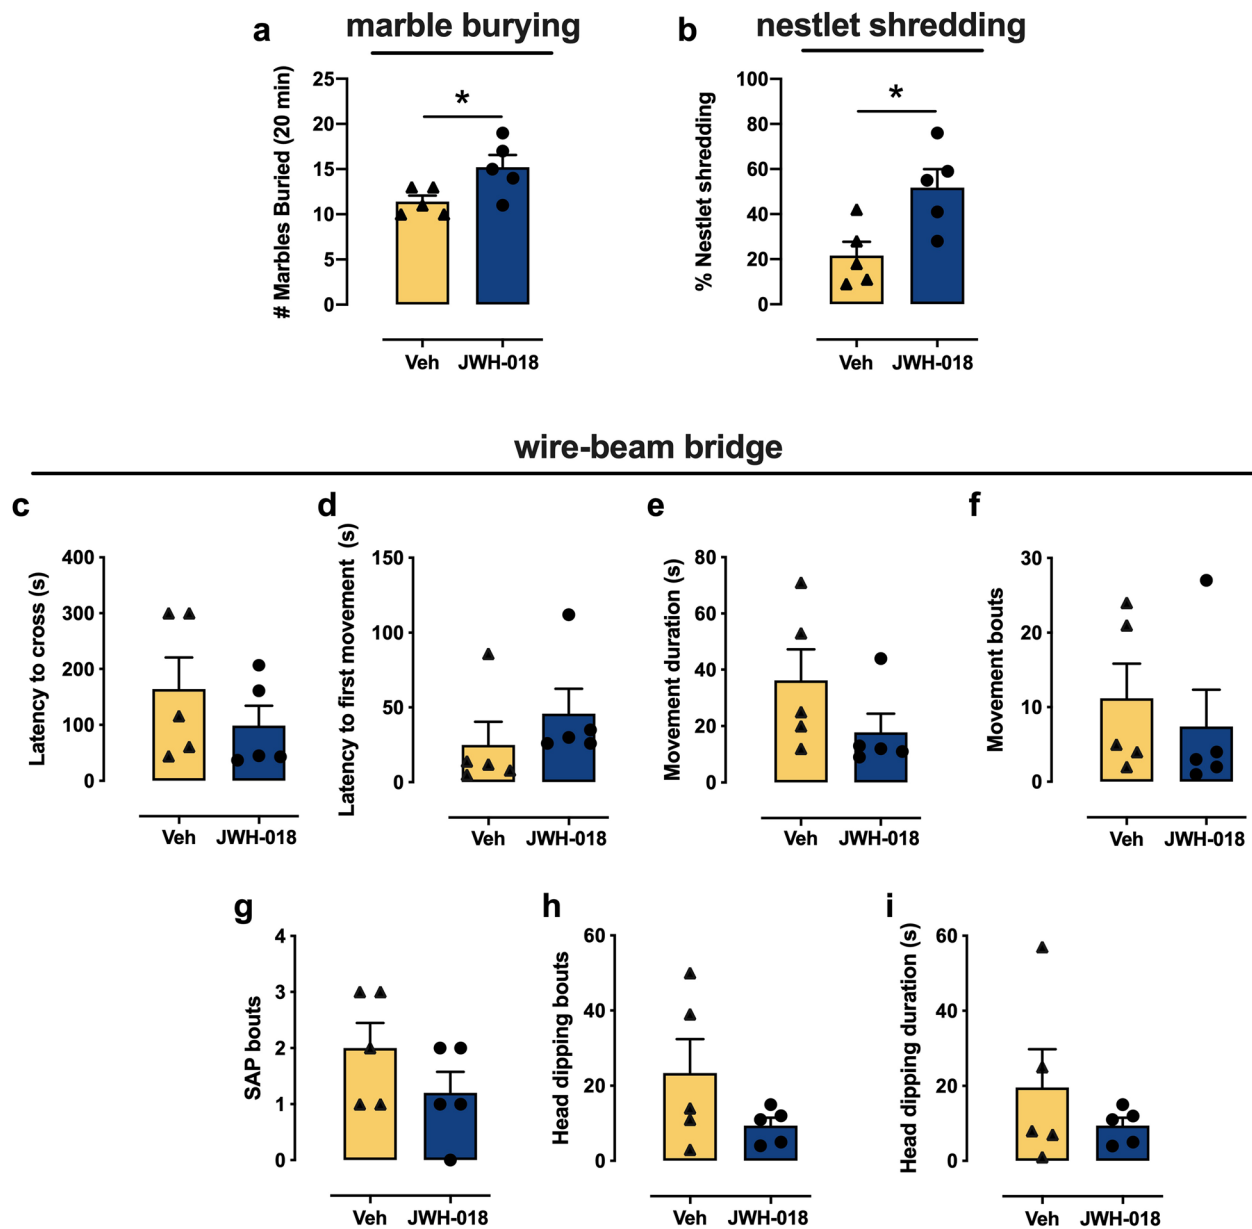 a marble burying
b nestlet shredding
# Marbles Buried (20 min)
25
20
15
10
5
0
*
Veh JWH-018
% Nestlet shredding
100
80
60
40
20
0
*
Veh JWH-018
wire-beam bridge
c
Latency to cross (s)
400
300
200
100
0
Veh JWH-018
d
Latency to first movement (s)
150
100
50
0
Veh JWH-018
e
Movement duration (s)
80
60
40
20
0
Veh JWH-018
f
Movement bouts
30
20
10
0
Veh JWH-018
g
SAP bouts
4
3
2
1
0
Veh JWH-018
h
Head dipping bouts
60
40
20
0
Veh JWH-018
i
Head dipping duration (s)
60
40
20
0
Veh JWH-018